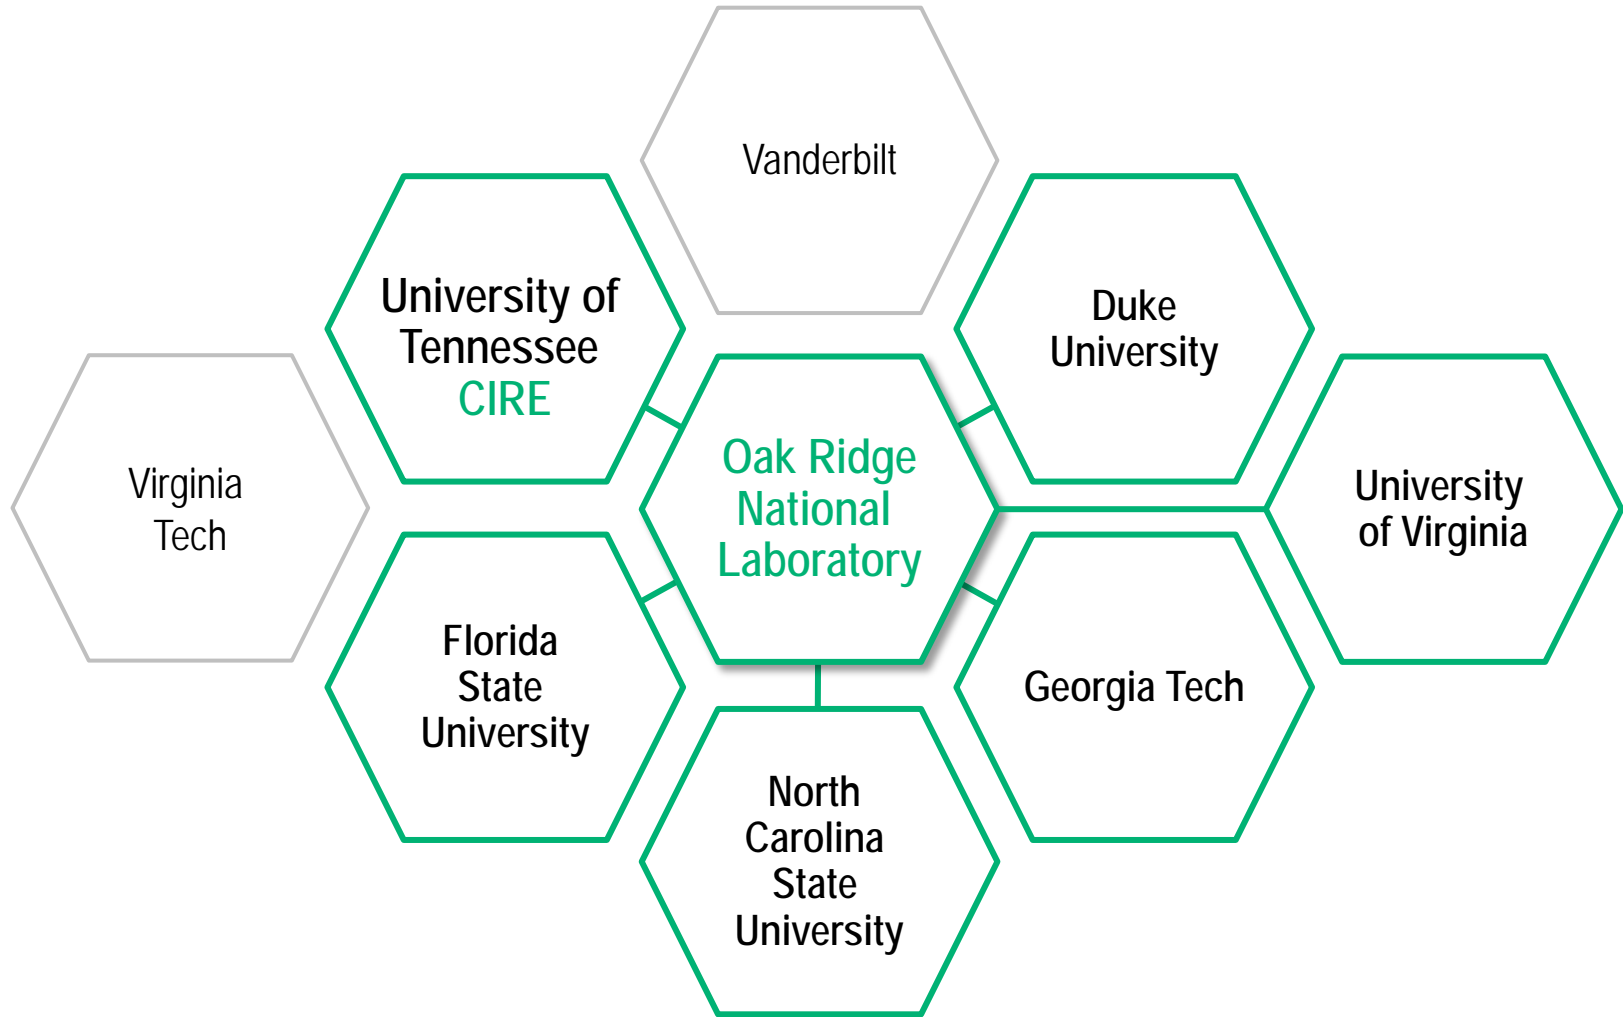 Vanderbilt
University of
Tennessee
CIRE
Duke
University
Virginia
Tech
Oak Ridge
National
Laboratory
University
of Virginia
Florida
State
University
Georgia Tech
North
Carolina
State
University